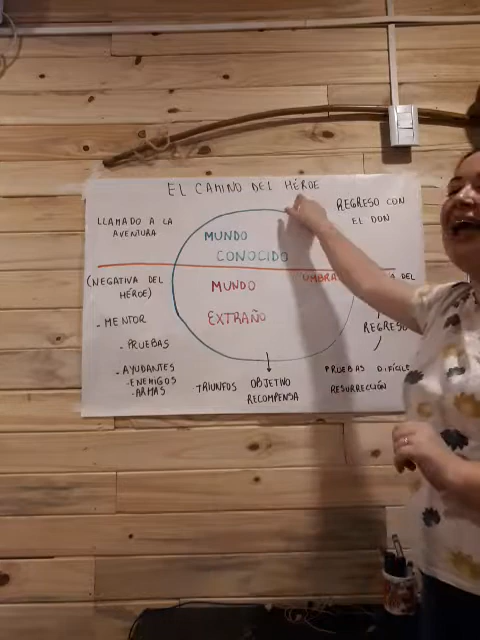 EL CAMINO DEL HÉROE
LLAMADO A LA
AVENTURA
REGRESO CON
EL DON
MUNDO
CONOCIDO
(NEGATIVA DEL
HÉROE)
MUNDO
EXTRAÑO
DEL
REGRESO
- MENTOR
- PRUEBAS
- AYUDANTES
- ENEMIGOS
- ARMAS
- TRIUNFOS
OBJETIVO
RECOMPENSA
PRUEBAS
RESURRECCIÓN